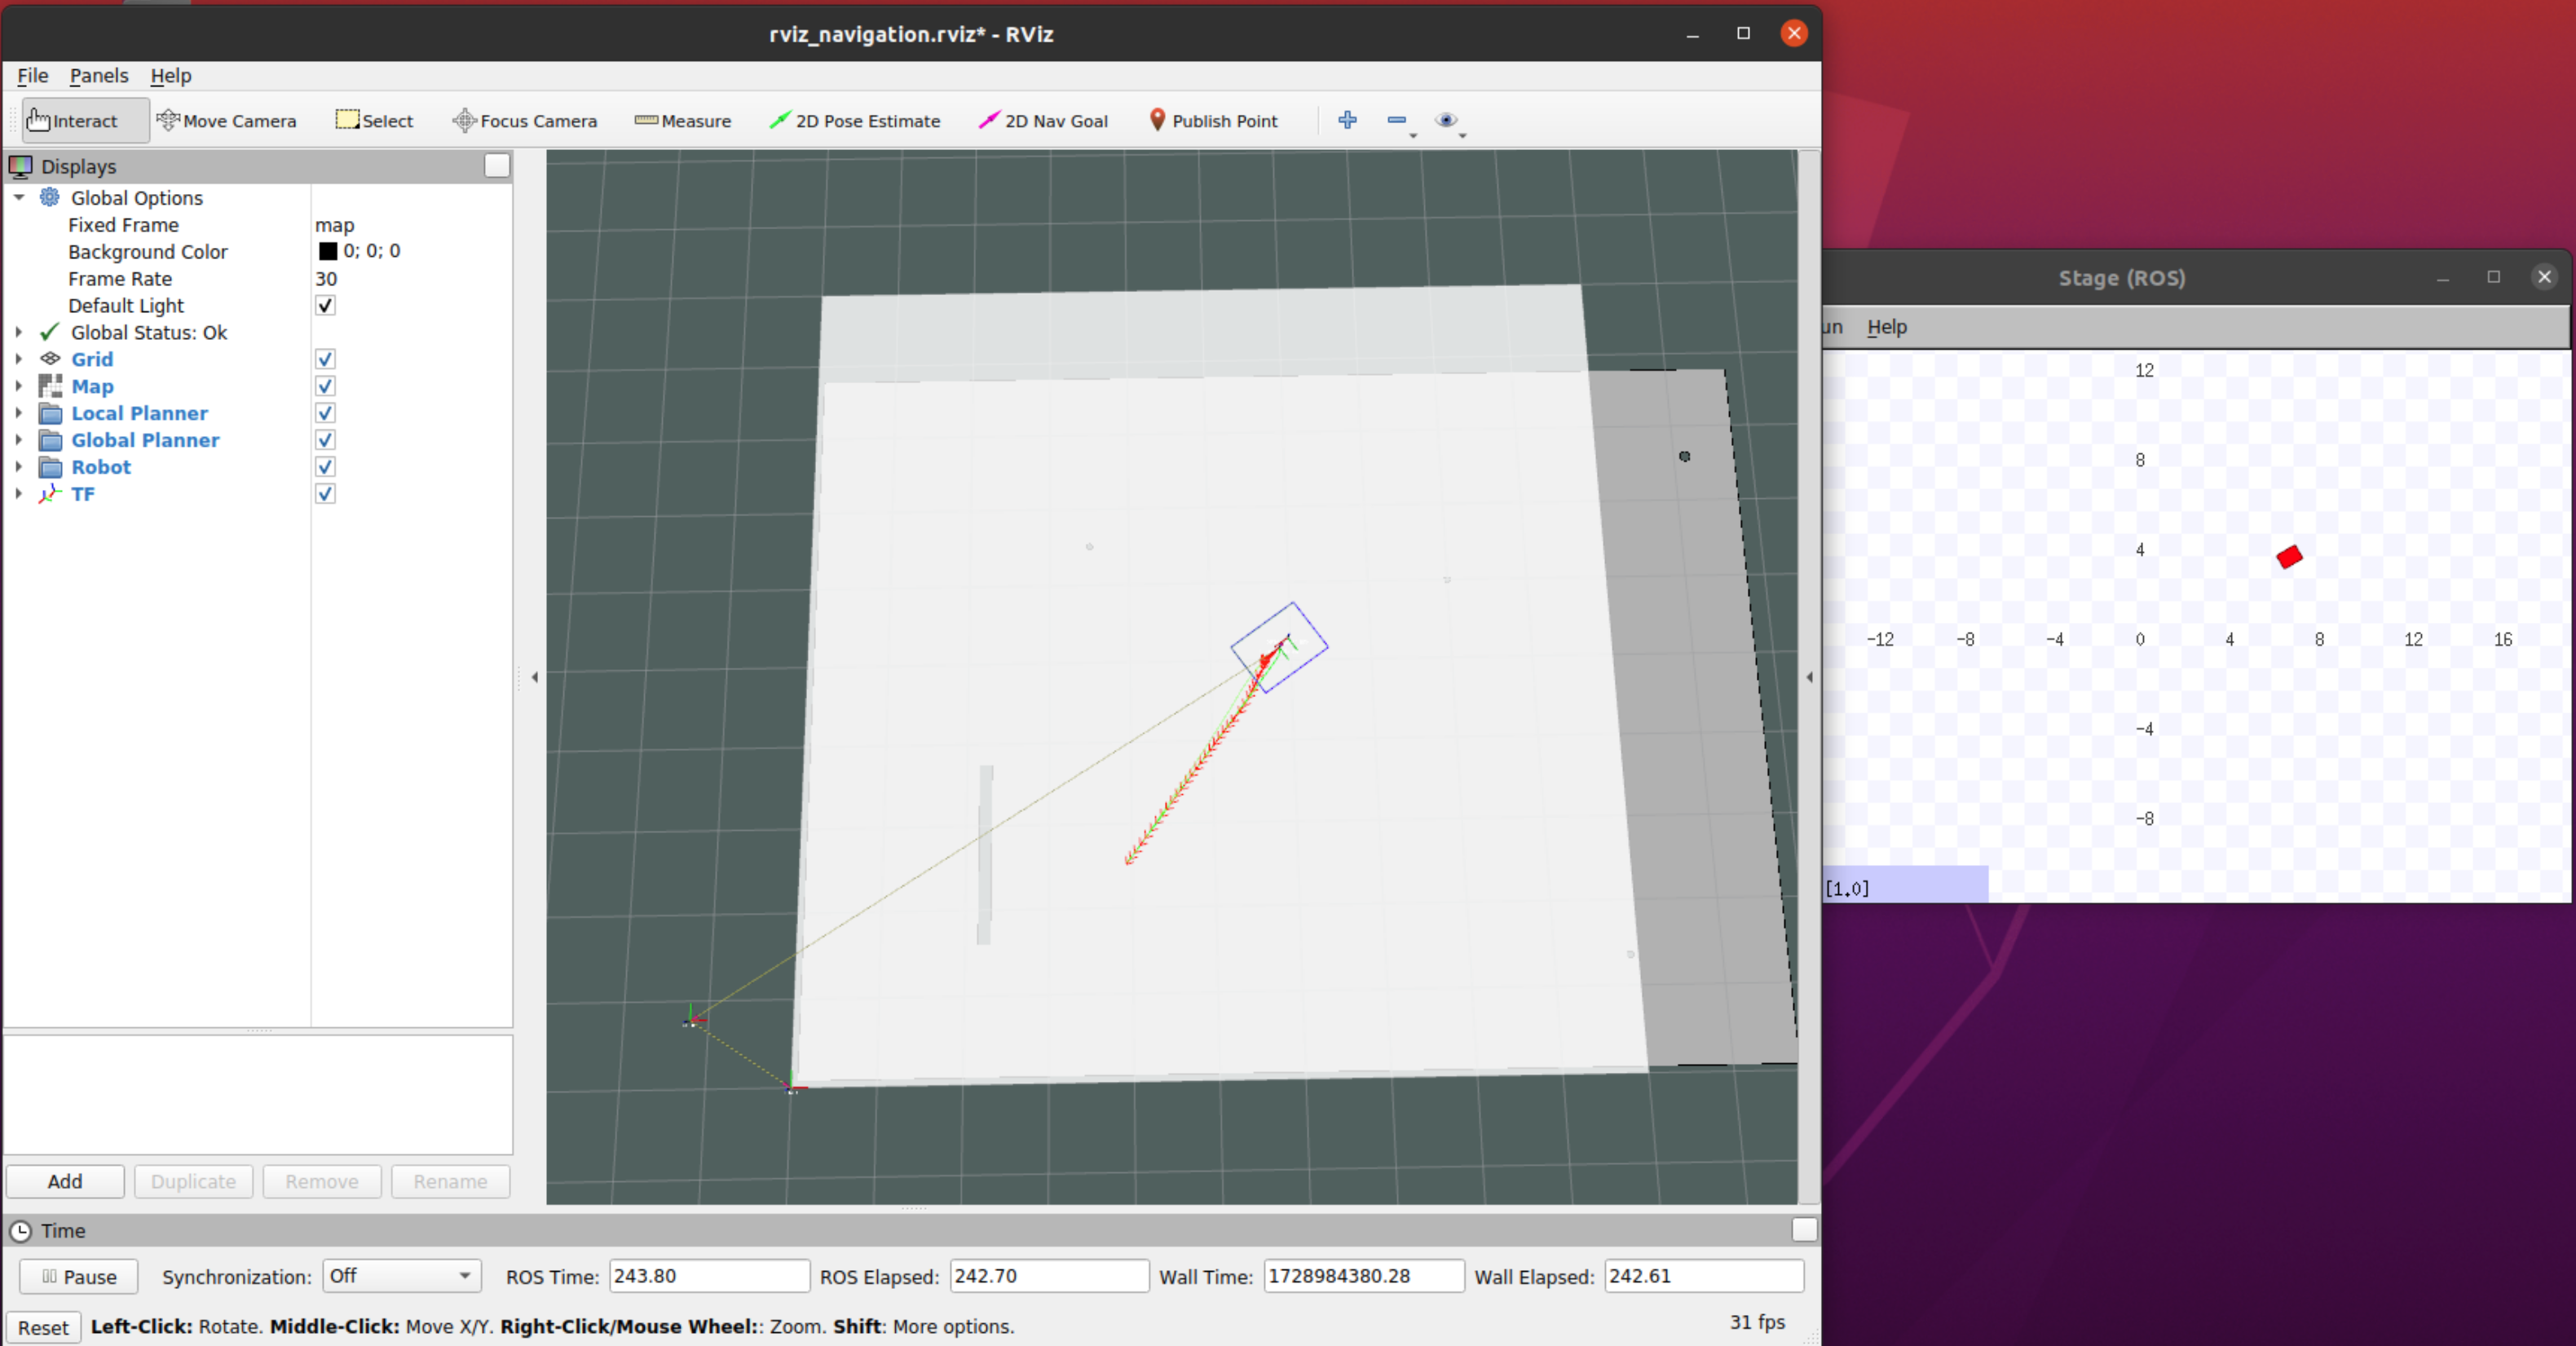 rviz_navigation.rviz* - RViz
File Panels Help
Interact Move Camera Select Focus Camera Measure 2D Pose Estimate 2D Nav Goal Publish Point
Displays
Global Options
Fixed Frame map
Background Color 0; 0; 0
Frame Rate 30
Default Light
Global Status: Ok
Grid
Map
Local Planner
Global Planner
Robot
TF
Add Duplicate Remove Rename
Time
Pause Synchronization: Off ROS Time: 243.80 ROS Elapsed: 242.70 Wall Time: 1728984380.28 Wall Elapsed: 242.61
Reset Left-Click: Rotate. Middle-Click: Move X/Y. Right-Click/Mouse Wheel:: Zoom. Shift: More options. 31 fps
Stage (ROS)
un Help
12
8
4
-12 -8 -4 0 4 8 12 16
-4
-8
[1.0]